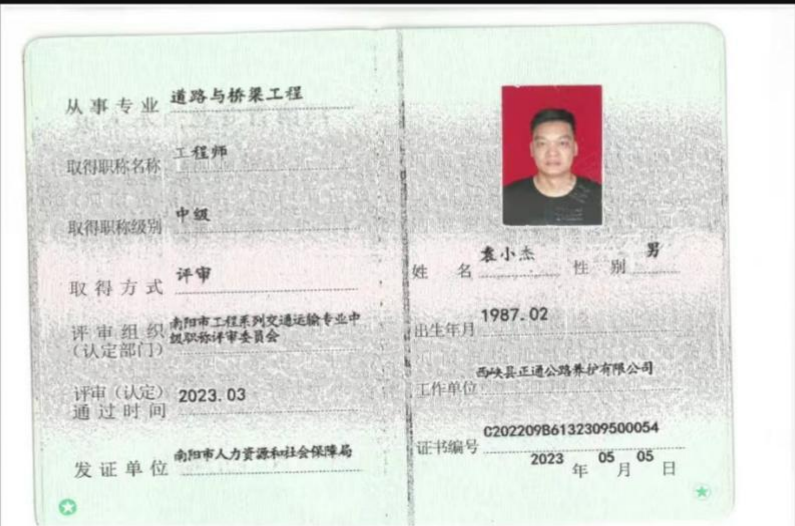 从事专业 道路与桥梁工程
取得职称名称 工程师
取得职称级别 中级
取得方式 评审
评审组织 南阳市工程系列交通运输专业中
(认定部门) 级职称评审委员会
评审(认定) 2023.03
通过时间
发证单位 南阳市人力资源和社会保障局
姓名 袁小杰 性别 男
出生年月 1987.02
工作单位 西峡县正通公路养护有限公司
证书编号 C202209B6132309500054
2023 年 05 月 05 日